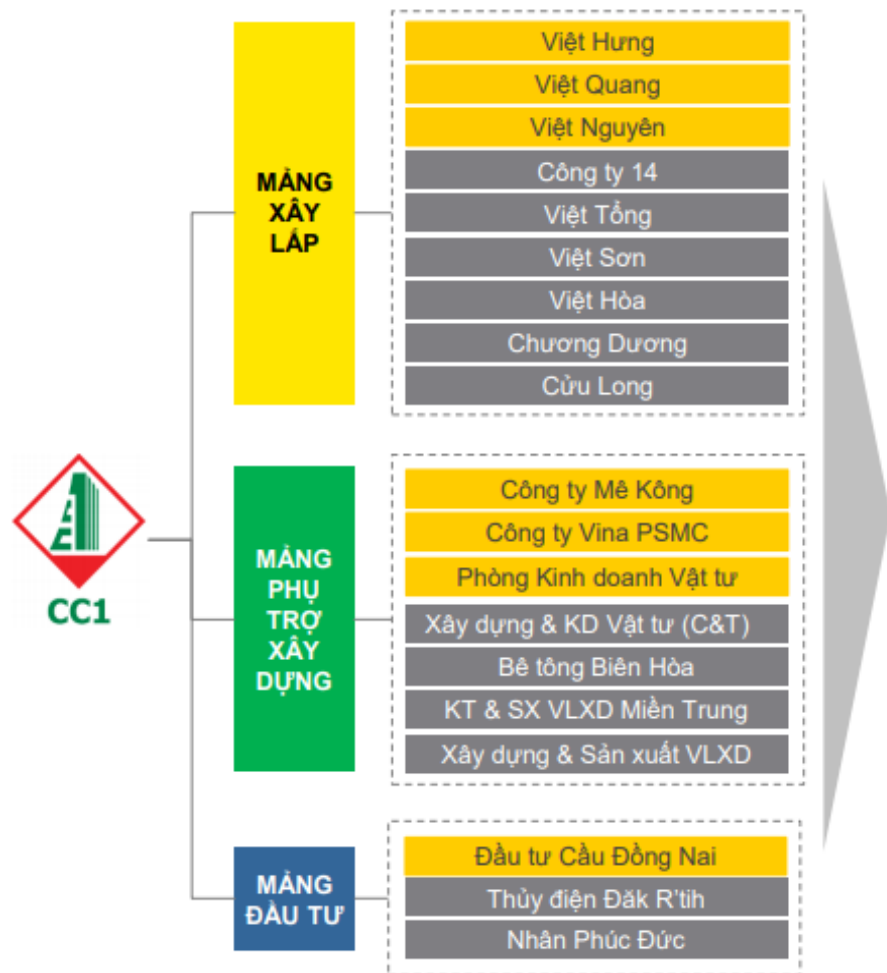 MẢNG
XÂY
LẮP
Việt Hưng
Việt Quang
Việt Nguyên
Công ty 14
Việt Tổng
Việt Sơn
Việt Hòa
Chương Dương
Cửu Long
CC1
MẢNG
PHỤ
TRỢ
XÂY
DỰNG
Công ty Mê Kông
Công ty Vina PSMC
Phòng Kinh doanh Vật tư
Xây dựng & KD Vật tư (C&T)
Bê tông Biên Hòa
KT & SX VLXD Miền Trung
Xây dựng & Sản xuất VLXD
MẢNG
ĐẦU TƯ
Đầu tư Cầu Đồng Nai
Thủy điện Đăk R'tih
Nhân Phúc Đức